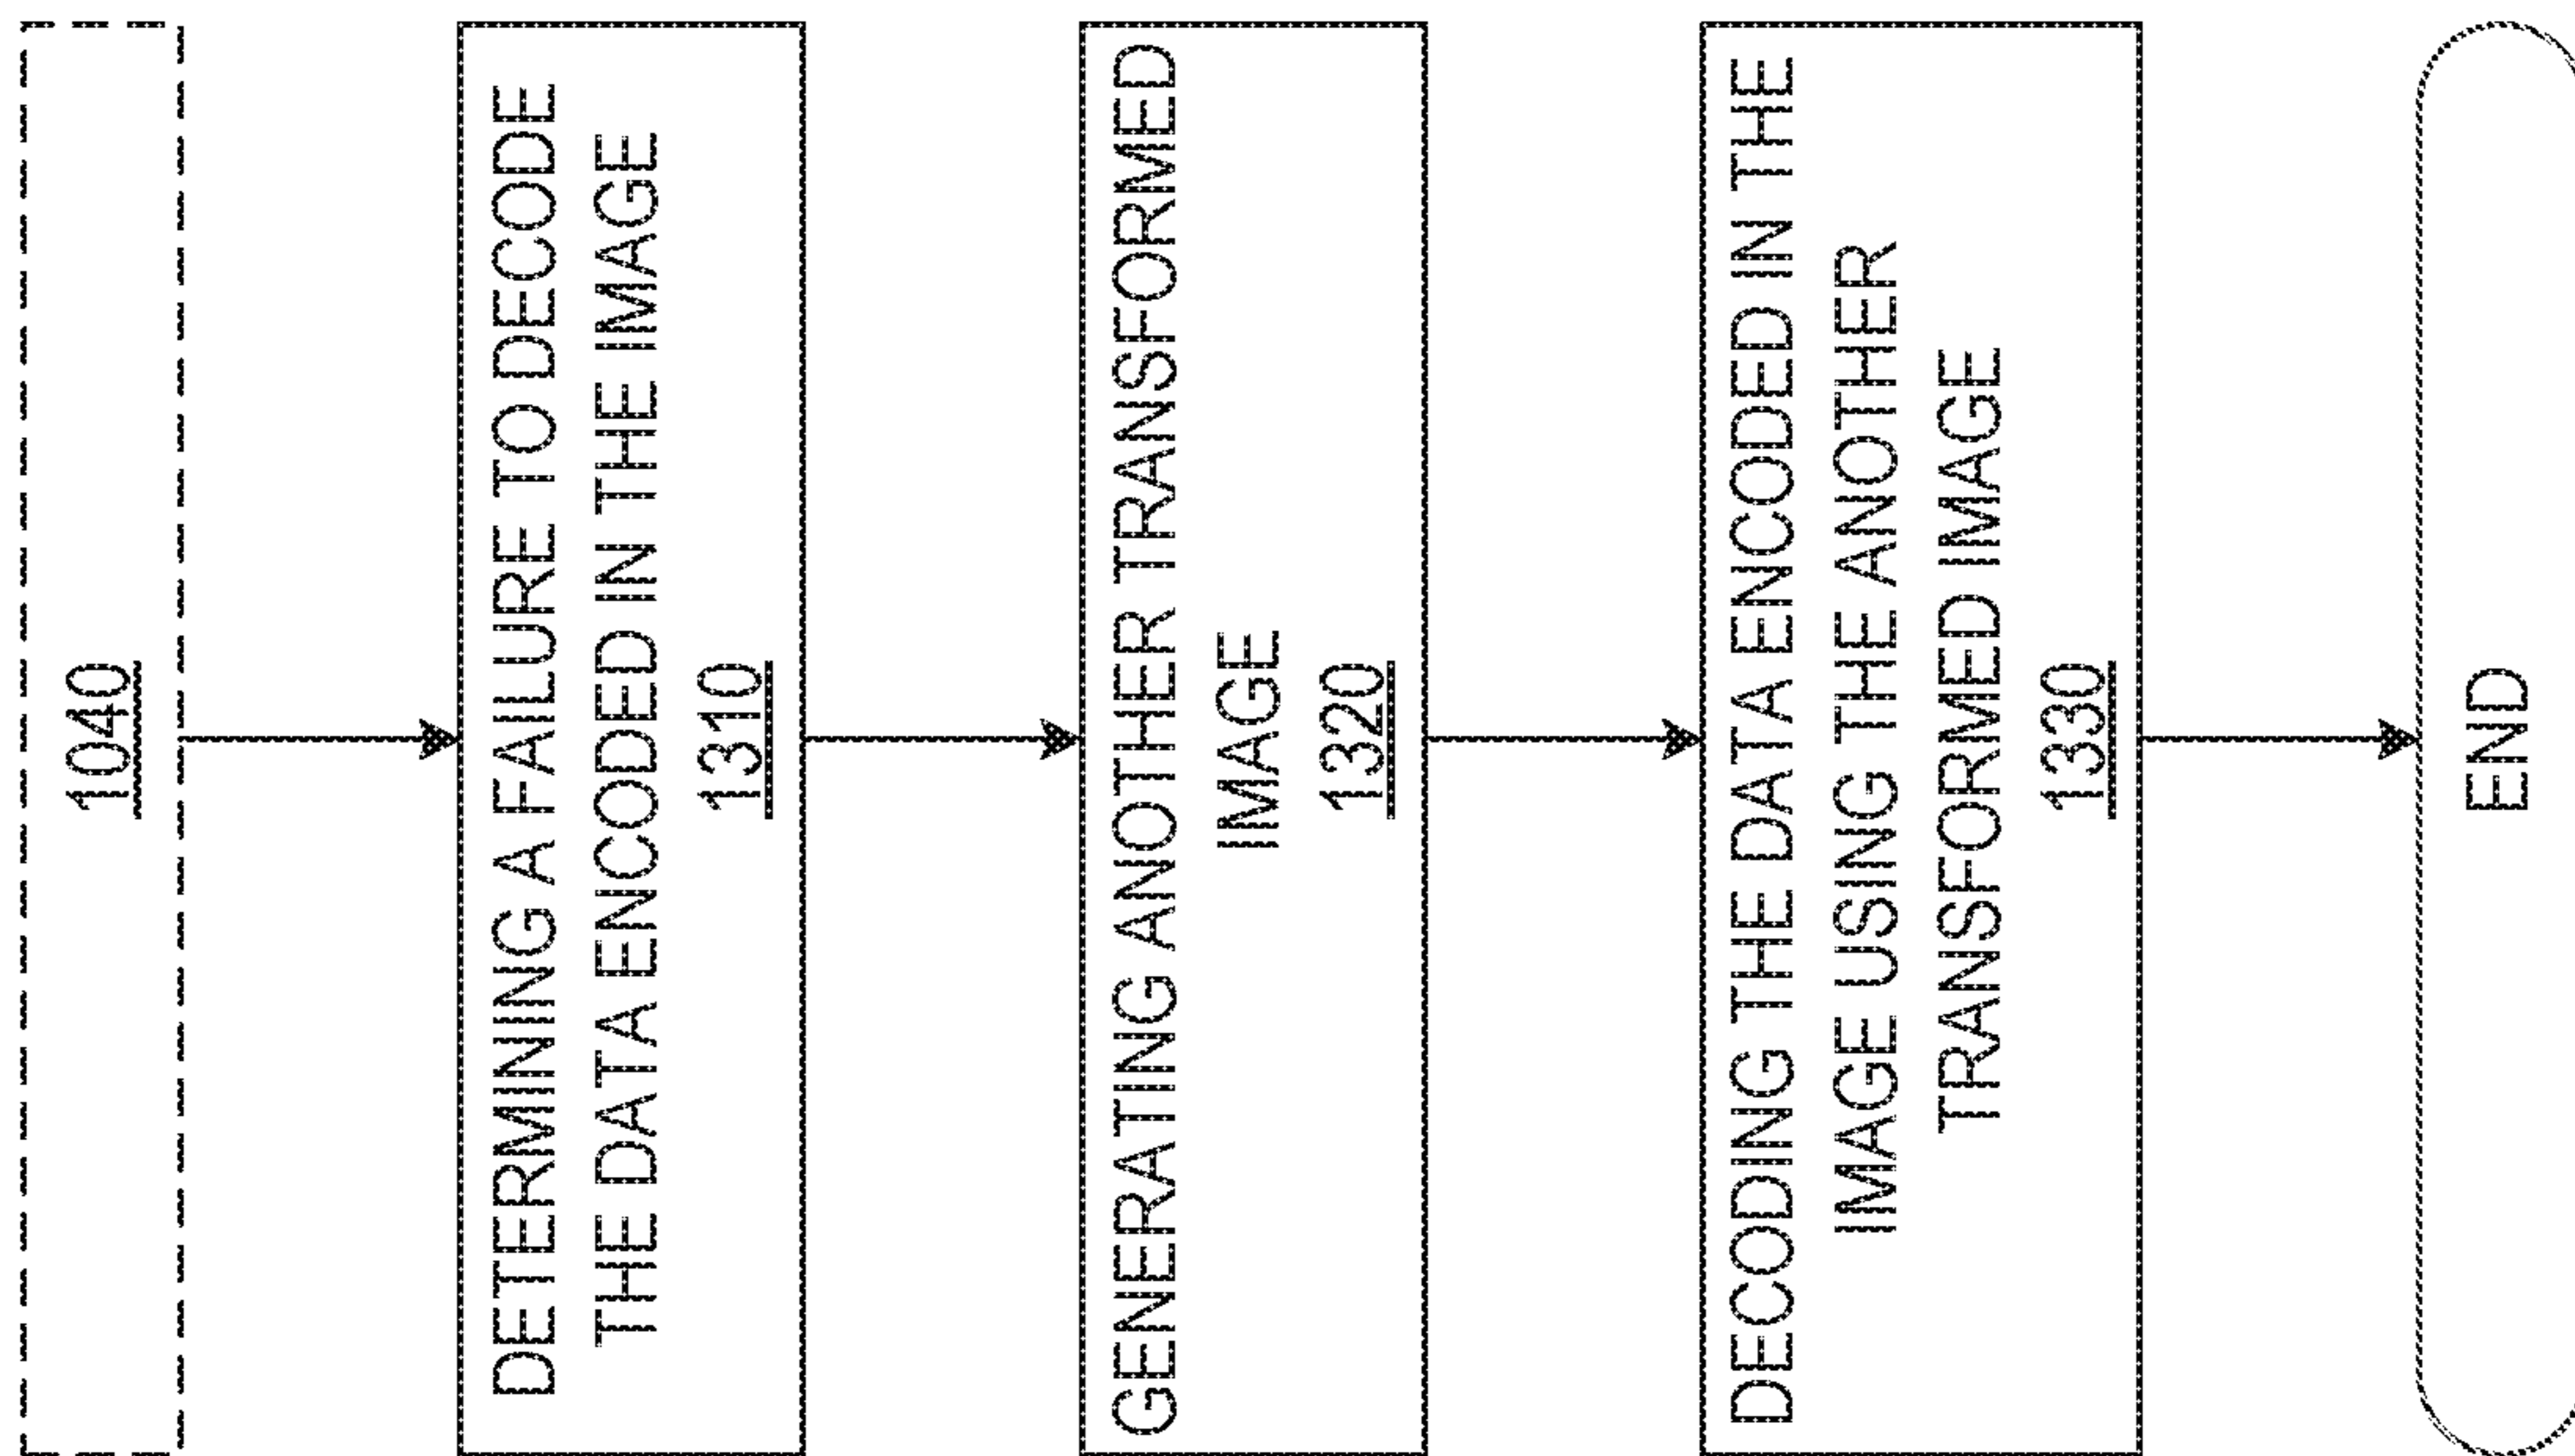 1040
DETERMINING A FAILURE TO DECODE
THE DATA ENCODED IN THE IMAGE
1310
GENERATING ANOTHER TRANSFORMED
IMAGE
1320
DECODING THE DATA ENCODED IN THE
IMAGE USING THE ANOTHER
TRANSFORMED IMAGE
1330
END